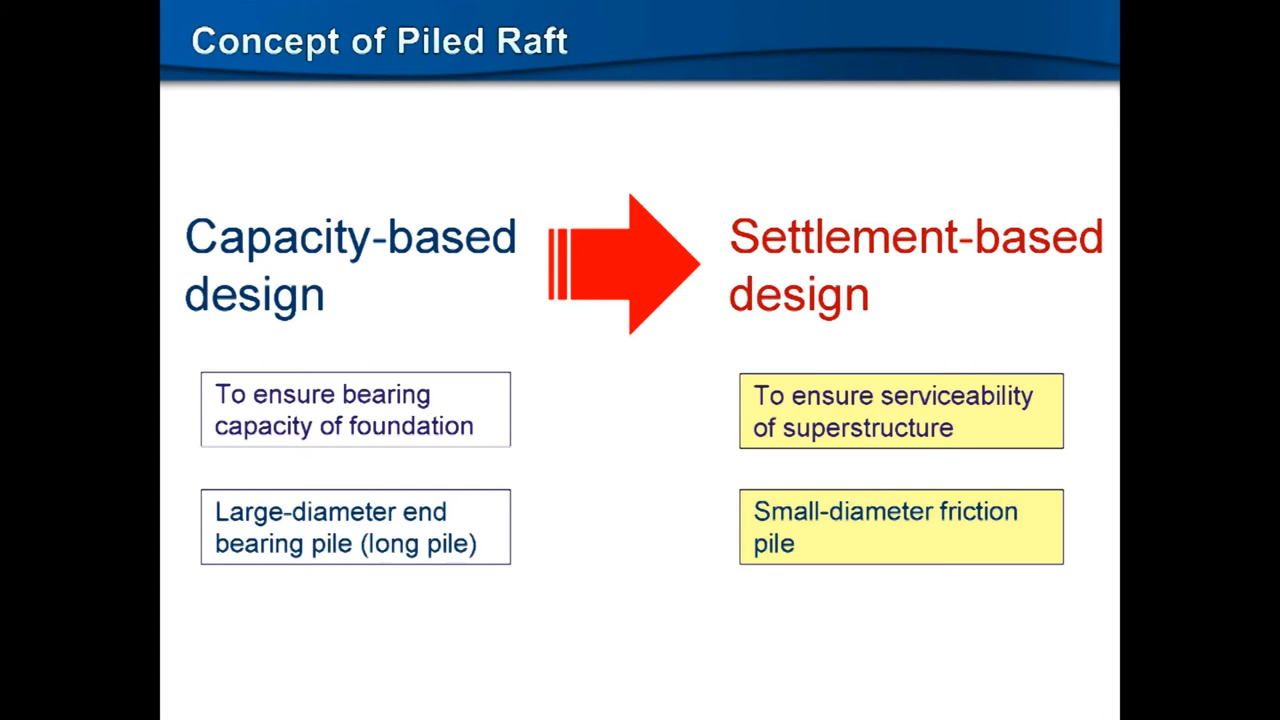 Concept of Piled Raft
Capacity-based
design
Settlement-based
design
To ensure bearing
capacity of foundation
To ensure serviceability
of superstructure
Large-diameter end
bearing pile (long pile)
Small-diameter friction
pile